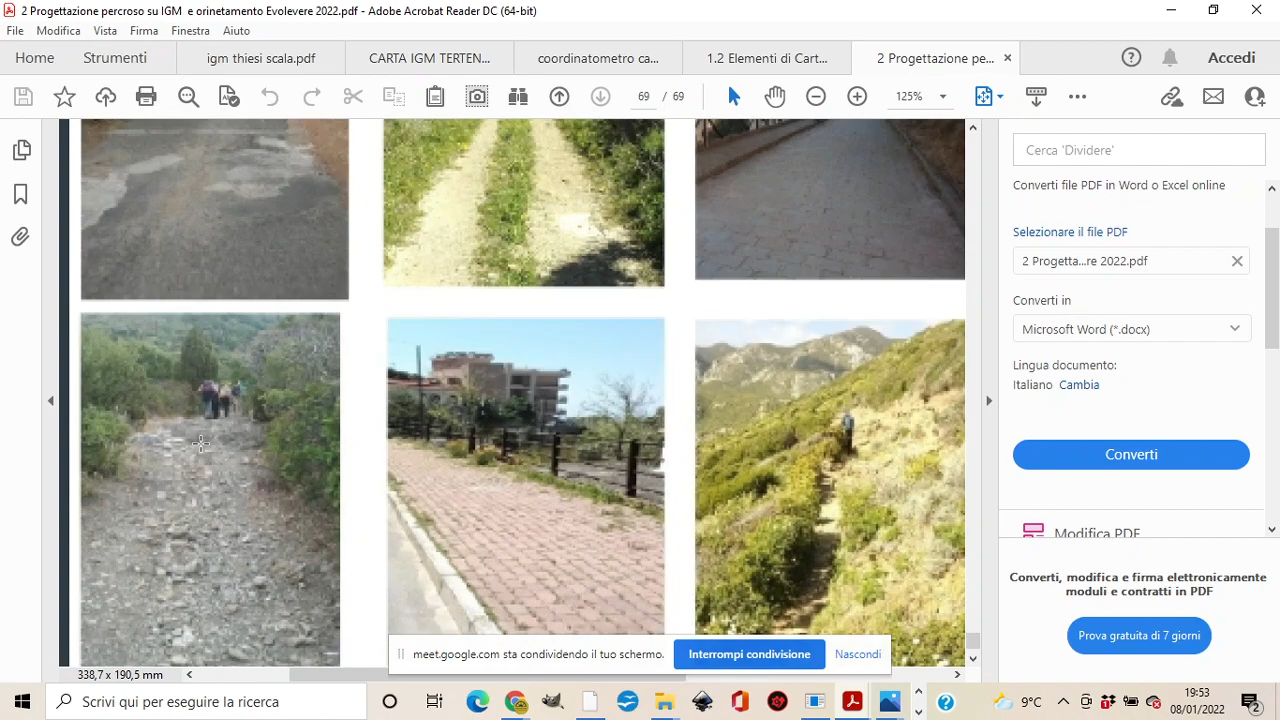 2 Progettazione percroso su IGM e orinetamento Evolevere 2022.pdf - Adobe Acrobat Reader DC (64-bit)
File Modifica Vista Firma Finestra Aiuto
Home Strumenti igm thiesi scala.pdf CARTA IGM TERTEN... coordinatometro ca... 1.2 Elementi di Cart... 2 Progettazione pe... Accedi
69 / 69 125%
Cerca 'Dividere'
Converti file PDF in Word o Excel online
Selezionare il file PDF
2 Progetta...re 2022.pdf
Converti in
Microsoft Word (*.docx)
Lingua documento:
Italiano Cambia
Converti
Modifica PDF
Converti, modifica e firma elettronicamente
moduli e contratti in PDF
Prova gratuita di 7 giorni
meet.google.com sta condividendo il tuo schermo. Interrompi condivisione Nascondi
338,7 x 190,5 mm
Scrivi qui per eseguire la ricerca
9°C
08/01/2022
2